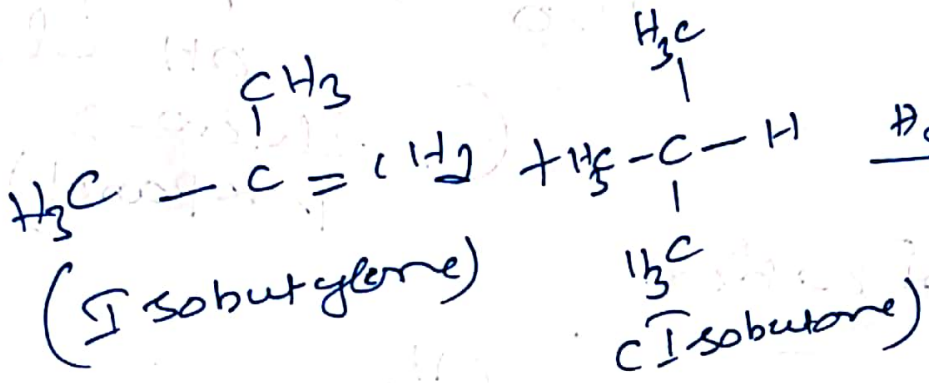 CH3 H3C
H3C - C = CH2 + H3C - C - H
H3C
(Isobutylene) (Isobutane)